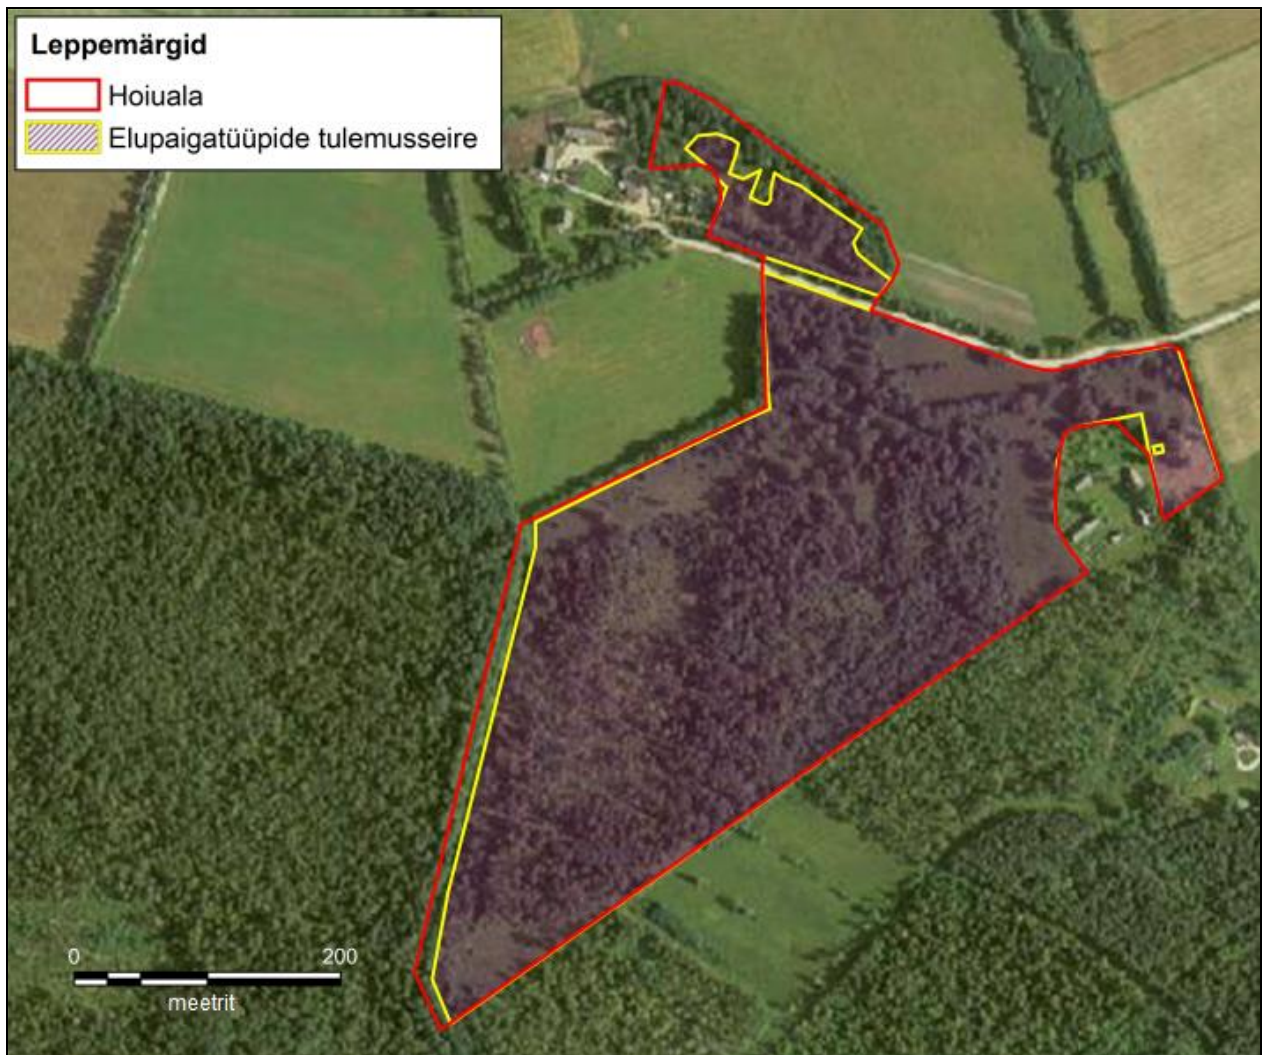 Leppemärgid
Hoiuala
Elupaigatüüpide tulemusseire
0 200
meetrit